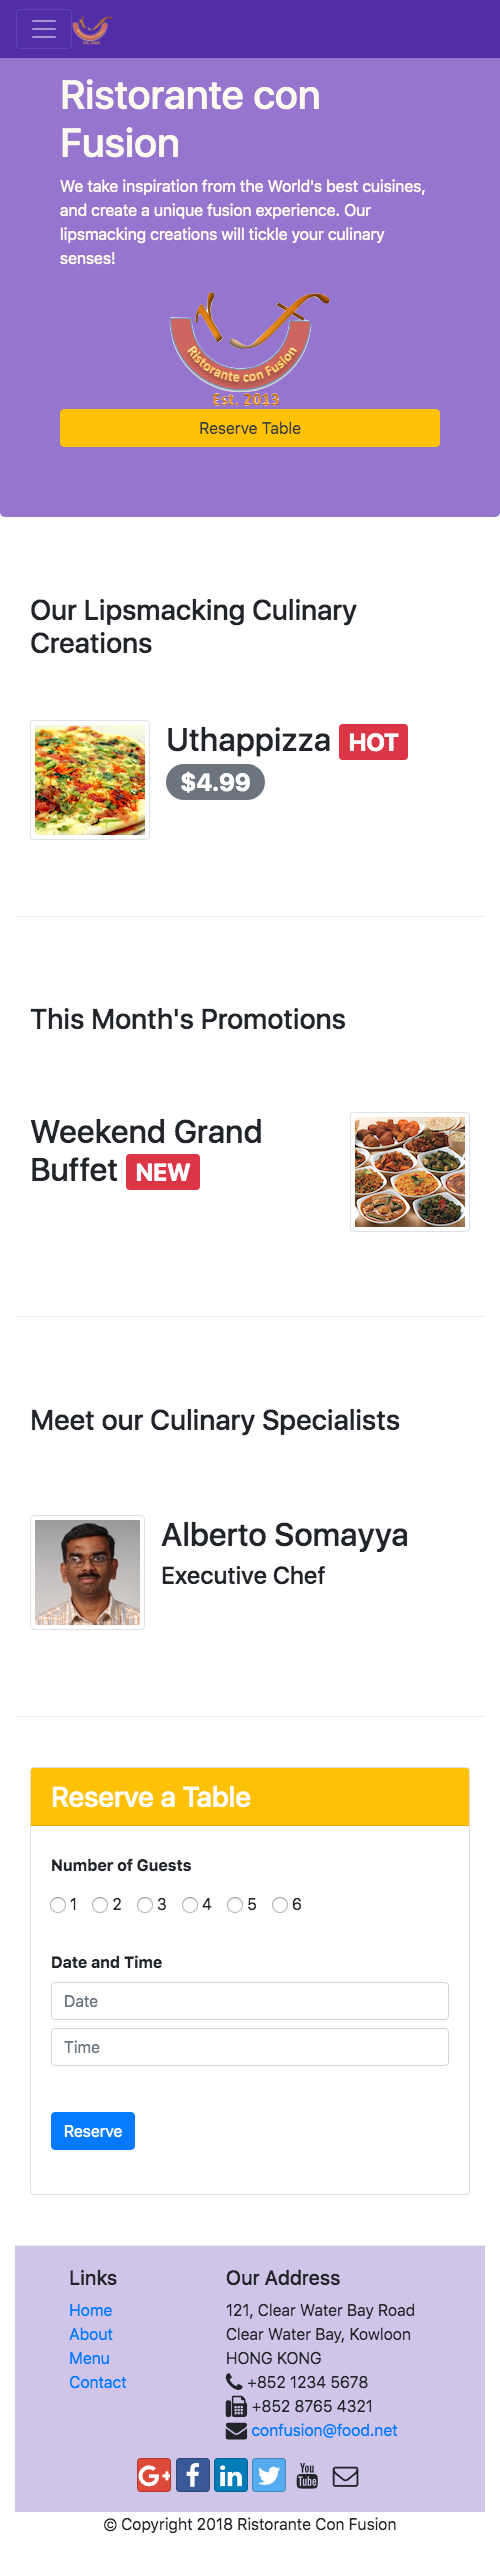 Ristorante con
Fusion
We take inspiration from the World's best cuisines,
and create a unique fusion experience. Our
lipsmacking creations will tickle your culinary
senses!
Ristorante con Fusion
Est. 2013
Reserve Table
Our Lipsmacking Culinary
Creations
Uthappizza HOT
$4.99
This Month's Promotions
Weekend Grand
Buffet NEW
Meet our Culinary Specialists
Alberto Somayya
Executive Chef
Reserve a Table
Number of Guests
1 2 3 4 5 6
Date and Time
Date
Time
Reserve
Links
Home
About
Menu
Contact
Our Address
121, Clear Water Bay Road
Clear Water Bay, Kowloon
HONG KONG
+852 1234 5678
+852 8765 4321
confusion@food.net
G+ f in You Tube
© Copyright 2018 Ristorante Con Fusion